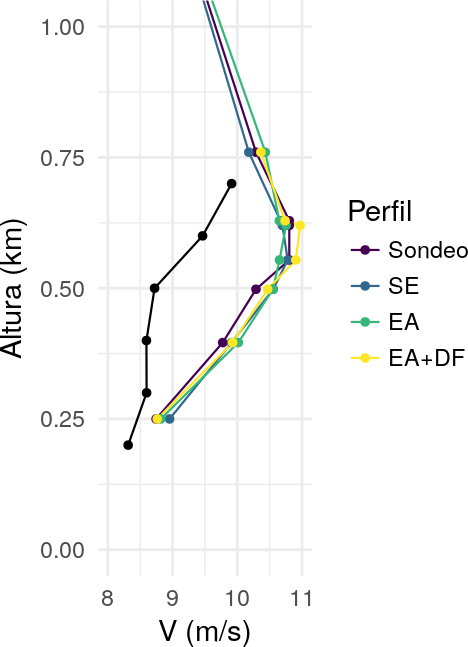 1.00
0.75
0.50
0.25
0.00
Altura (km)
8 9 10 11
V (m/s)
Perfil
Sondeo
SE
EA
EA+DF